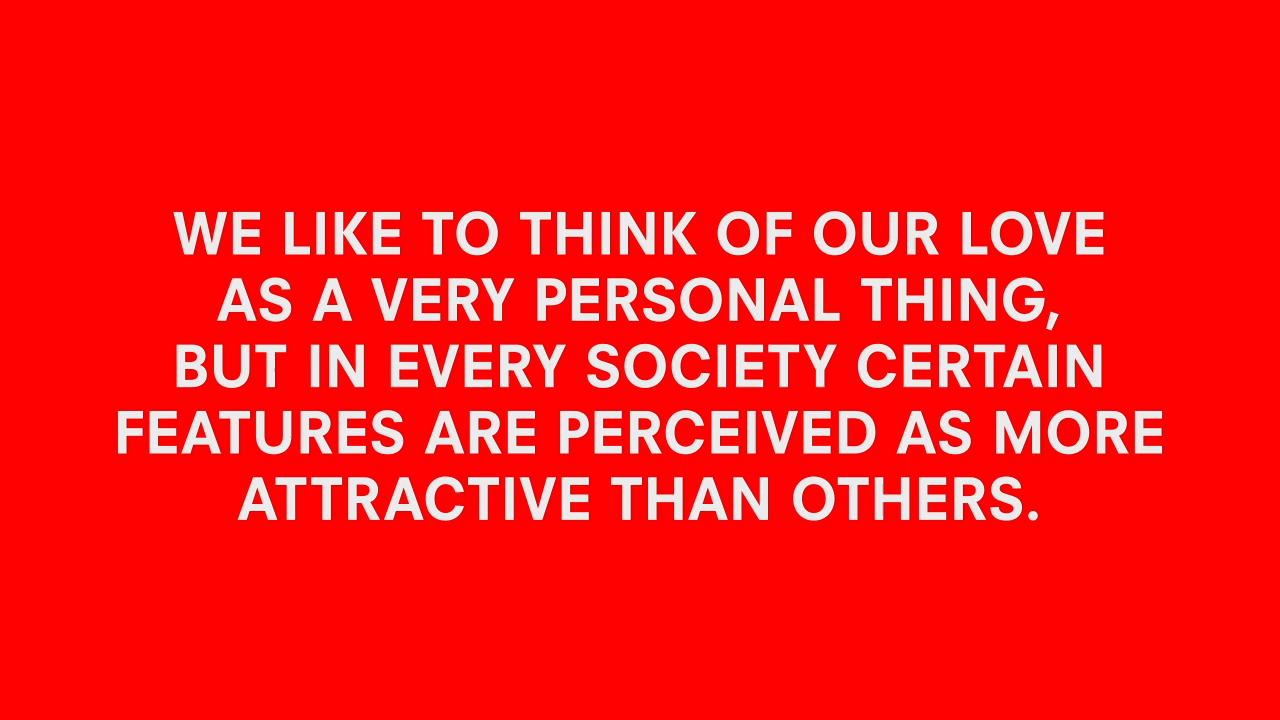 WE LIKE TO THINK OF OUR LOVE
AS A VERY PERSONAL THING,
BUT IN EVERY SOCIETY CERTAIN
FEATURES ARE PERCEIVED AS MORE
ATTRACTIVE THAN OTHERS.